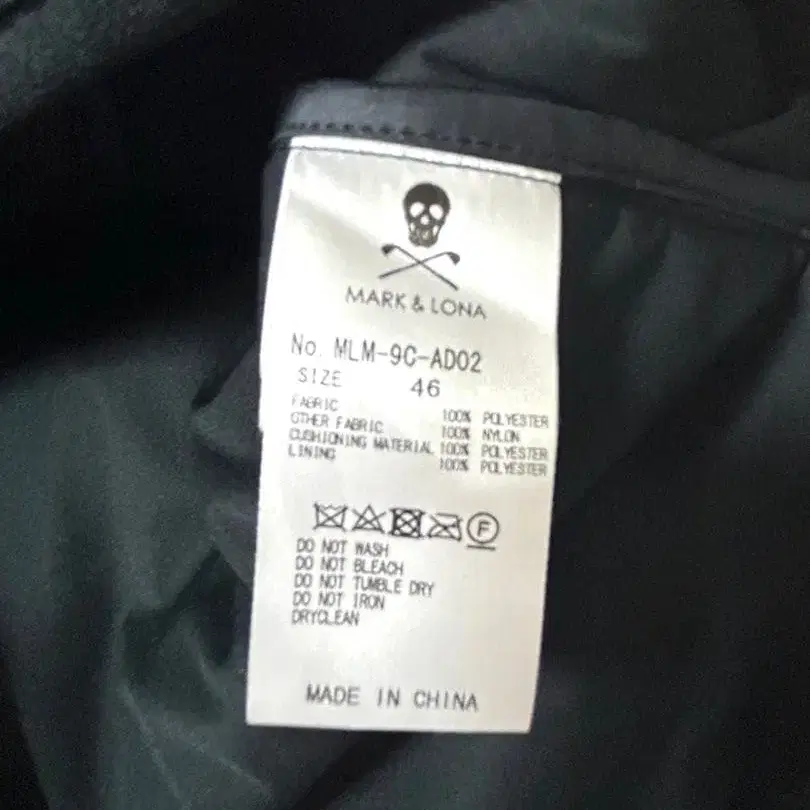 MARK & LONA
No. MLM-9C-AD02
SIZE 46
FABRIC 100% POLYESTER
OTHER FABRIC 100% NYLON
CUSHIONING MATERIAL 100% POLYESTER
LINING 100% POLYESTER
F
DO NOT WASH
DO NOT BLEACH
DO NOT TUMBLE DRY
DO NOT IRON
DRYCLEAN
MADE IN CHINA